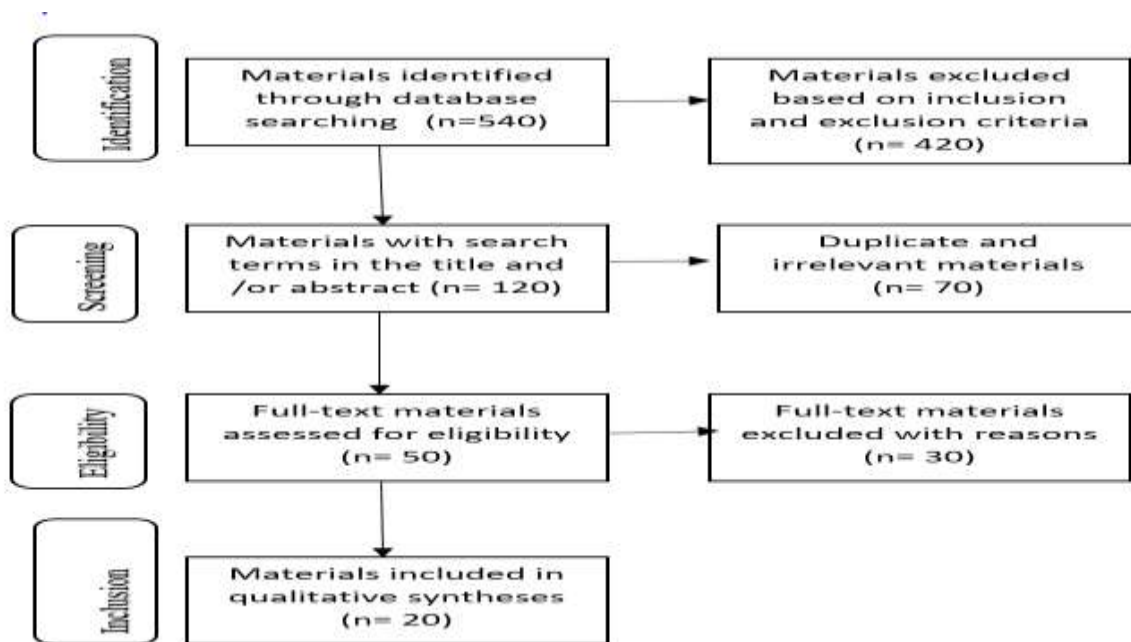 Identification
Materials identified
through database
searching (n=540)
Materials excluded
based on inclusion
and exclusion criteria
(n= 420)
Screening
Materials with search
terms in the title and
/or abstract (n= 120)
Duplicate and
irrelevant materials
(n= 70)
Eligibility
Full-text materials
assessed for eligibility
(n= 50)
Full-text materials
excluded with reasons
(n= 30)
Inclusion
Materials included in
qualitative syntheses
(n= 20)